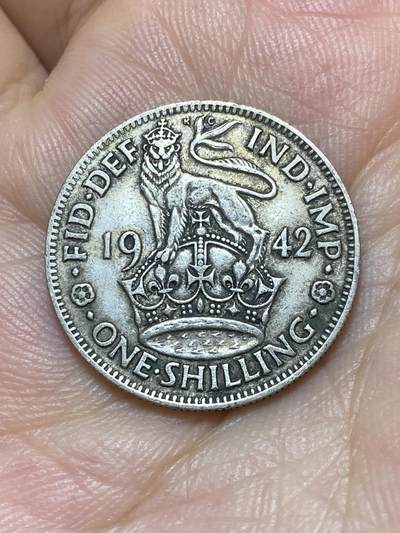 K G
·FID·DEF IND·IMP·
19 42
·ONE·SHILLING·